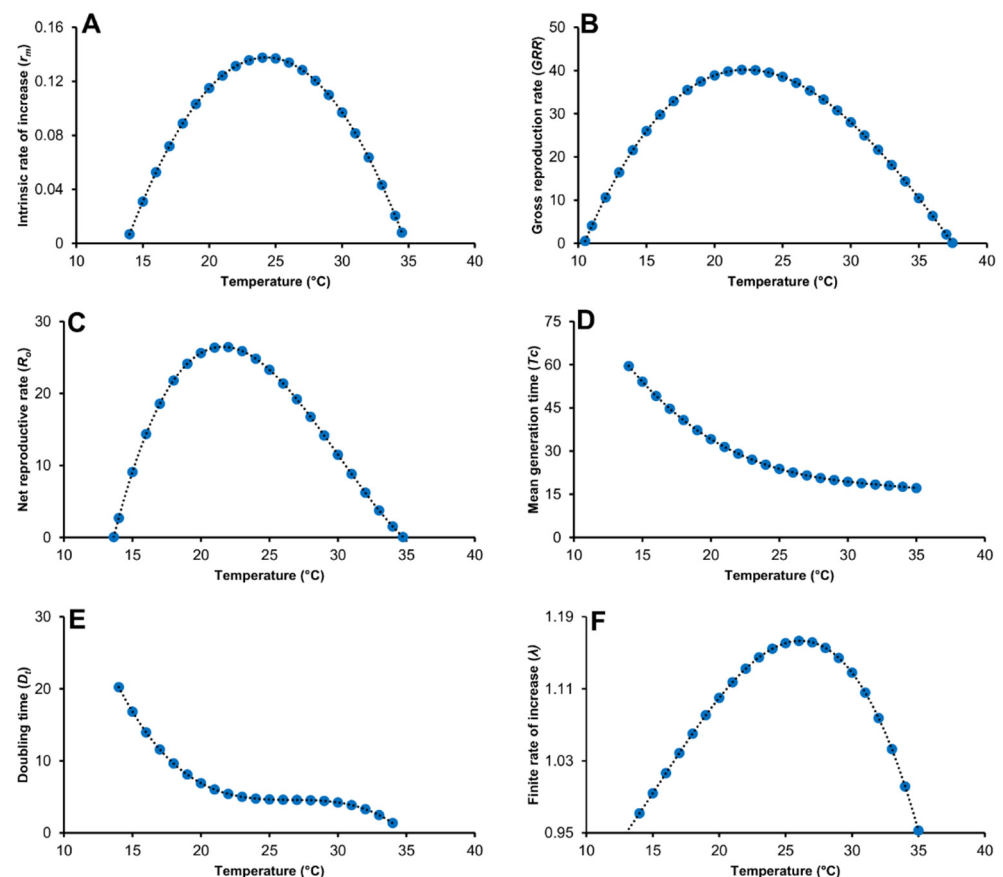 A
Intrinsic rate of increase (rm)
0.16
0.12
0.08
0.04
0
10 15 20 25 30 35 40
Temperature (°C)
B
Gross reproduction rate (GRR)
50
40
30
20
10
0
10 15 20 25 30 35 40
Temperature (°C)
C
Net reproductive rate (Ro)
30
20
10
0
10 15 20 25 30 35 40
Temperature (°C)
D
Mean generation time (Tc)
75
60
45
30
15
0
10 15 20 25 30 35 40
Temperature (°C)
E
Doubling time (Dt)
30
20
10
0
10 15 20 25 30 35 40
Temperature (°C)
F
Finite rate of increase (λ)
1.19
1.11
1.03
0.95
10 15 20 25 30 35 40
Temperature (°C)